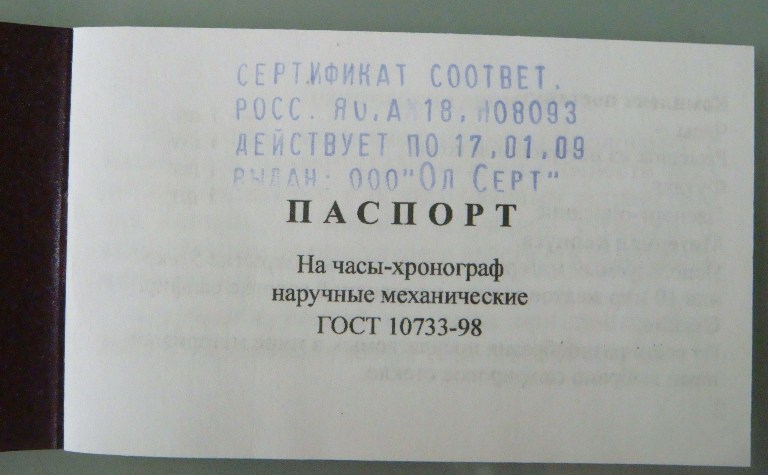 СЕРТИФИКАТ СООТВЕТ.
РОСС. RU.А 18.Н08093
ДЕЙСТВУЕТ ПО 17.01.09
ВЫДАН: ООО "Ол Серт"
ПАСПОРТ
На часы-хронограф
наручные механические
ГОСТ 10733-98